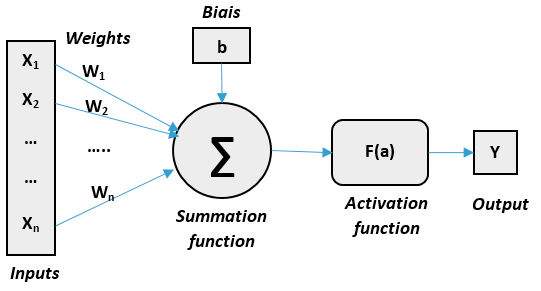 Biais
b
Weights
X1
W1
X2
W2
...
.....
...
Xn
Wn
Inputs
∑
Summation
function
F(a)
Activation
function
Y
Output